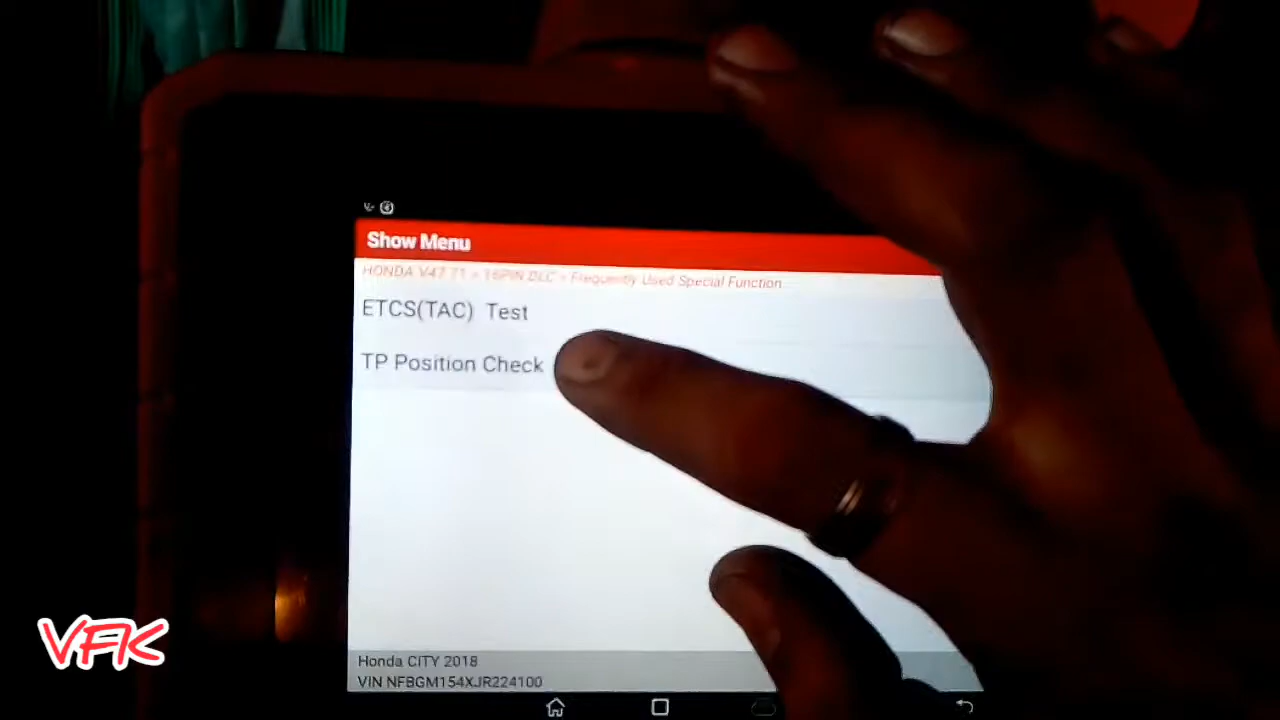 Show Menu
HONDA V47.71 > 16PIN DLC > Frequently Used Special Function
ETCS(TAC) Test
TP Position Check
Honda CITY 2018
VIN NFBGM154XJR224100
VFK